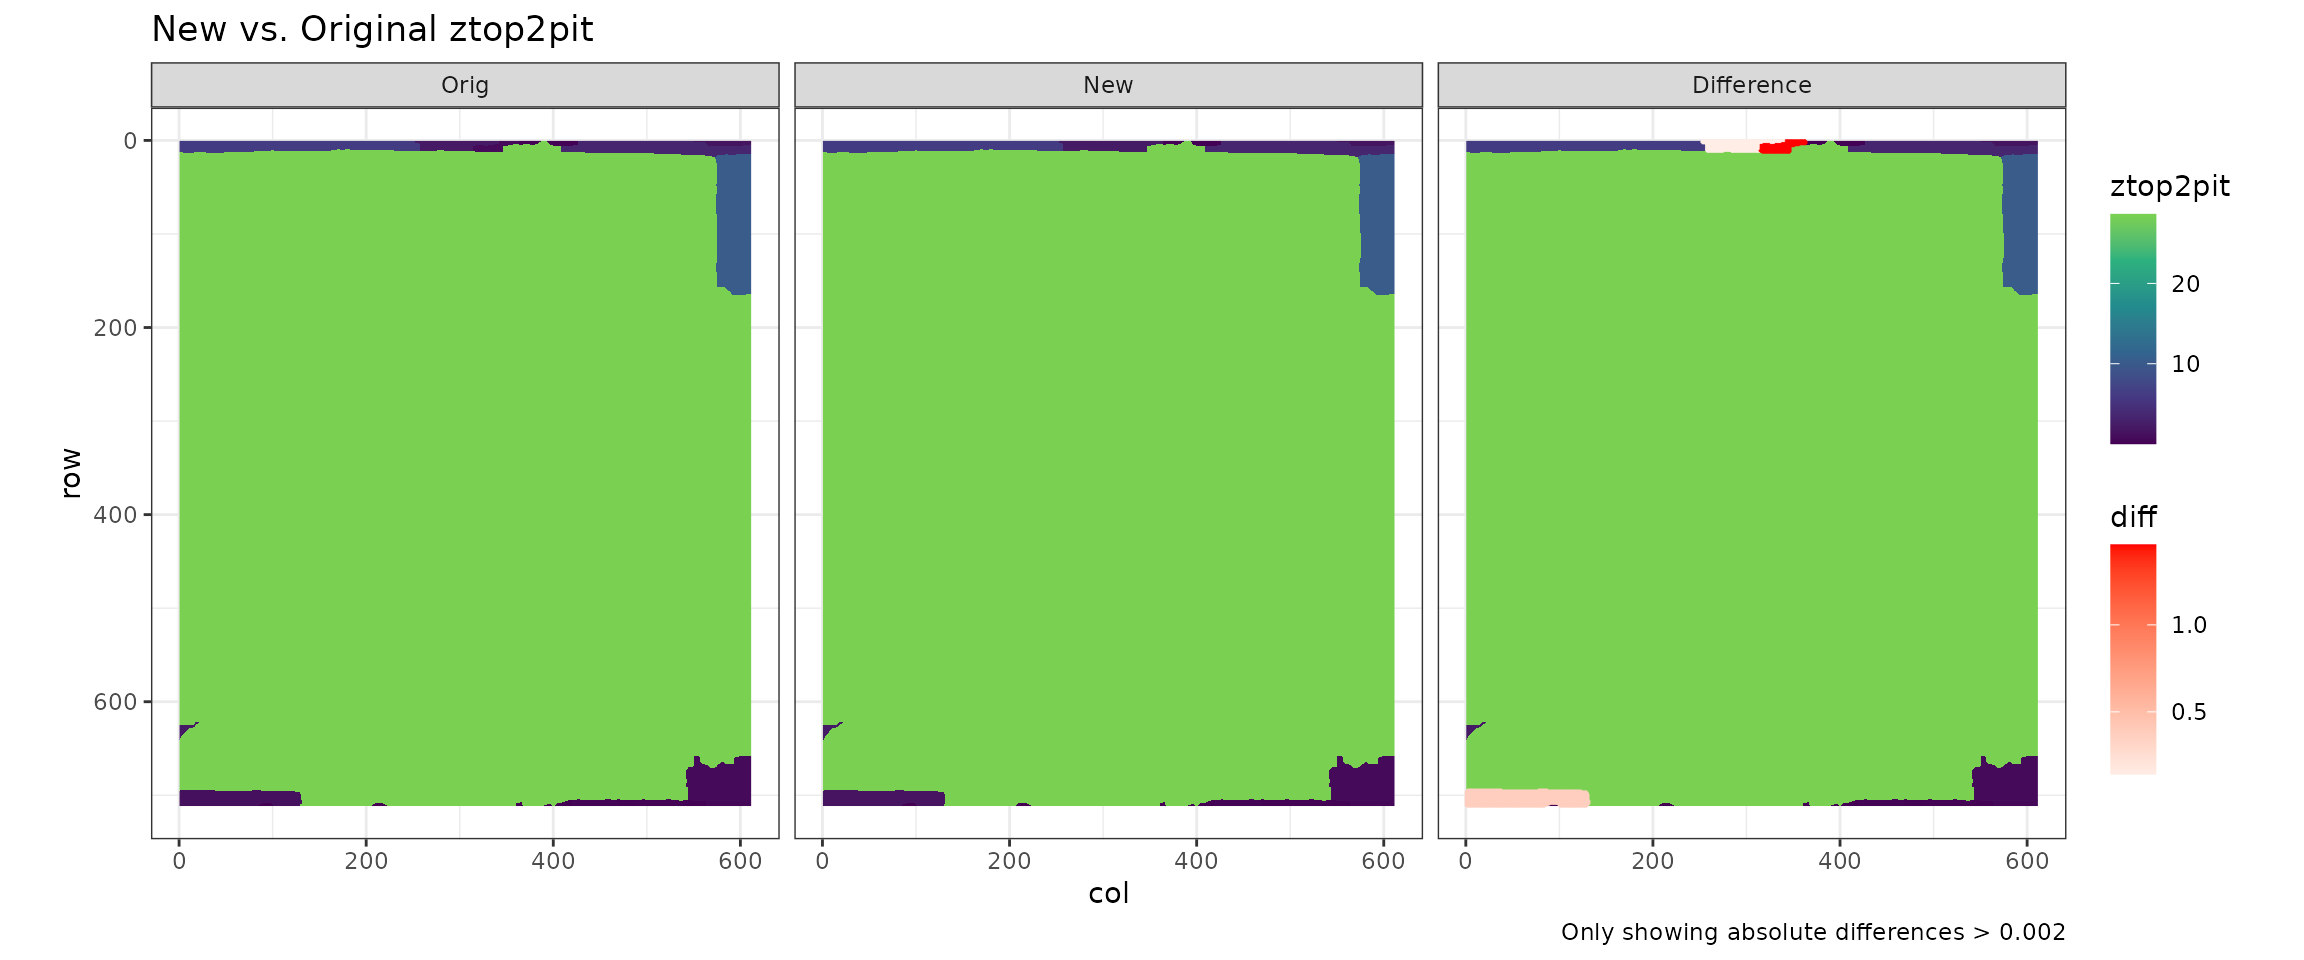 New vs. Original ztop2pit
Orig New Difference
0
200
400
600
row
0 200 400 600 0 200 400 600 0 200 400 600
col
ztop2pit
20
10
diff
1.0
0.5
Only showing absolute differences > 0.002